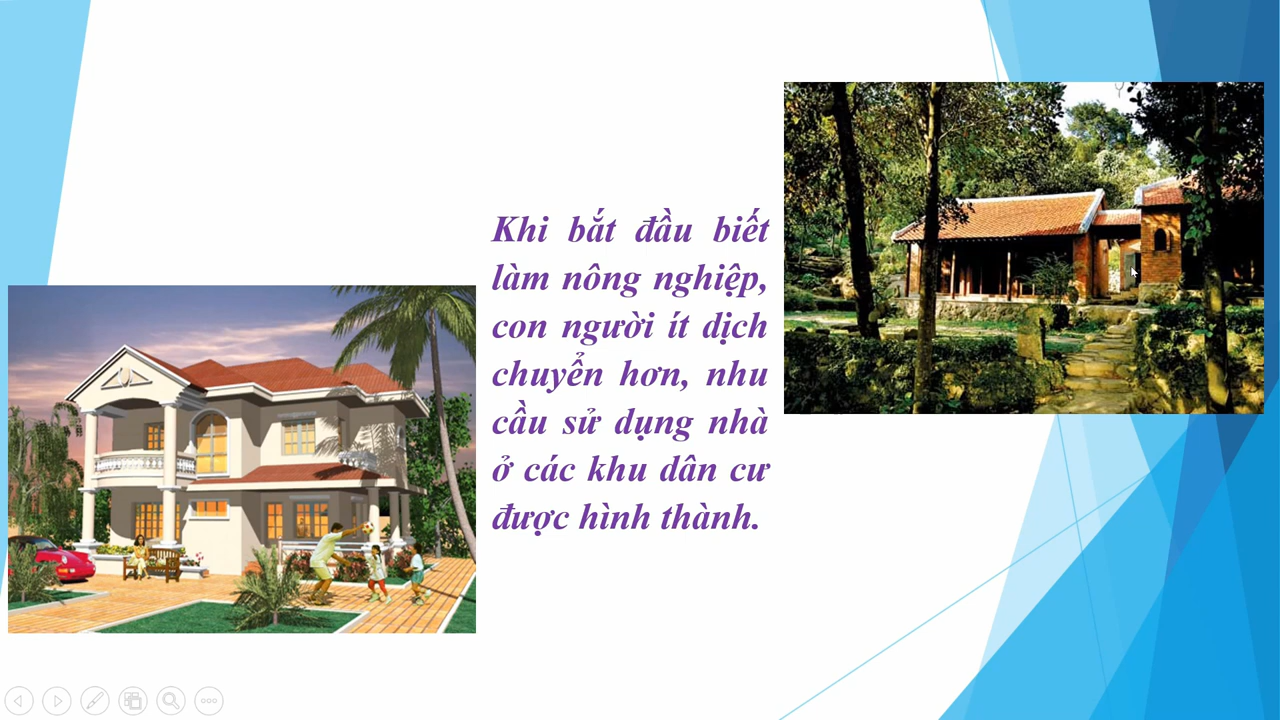 Khi bắt đầu biết
làm nông nghiệp,
con người ít dịch
chuyển hơn, nhu
cầu sử dụng nhà
ở các khu dân cư
được hình thành.